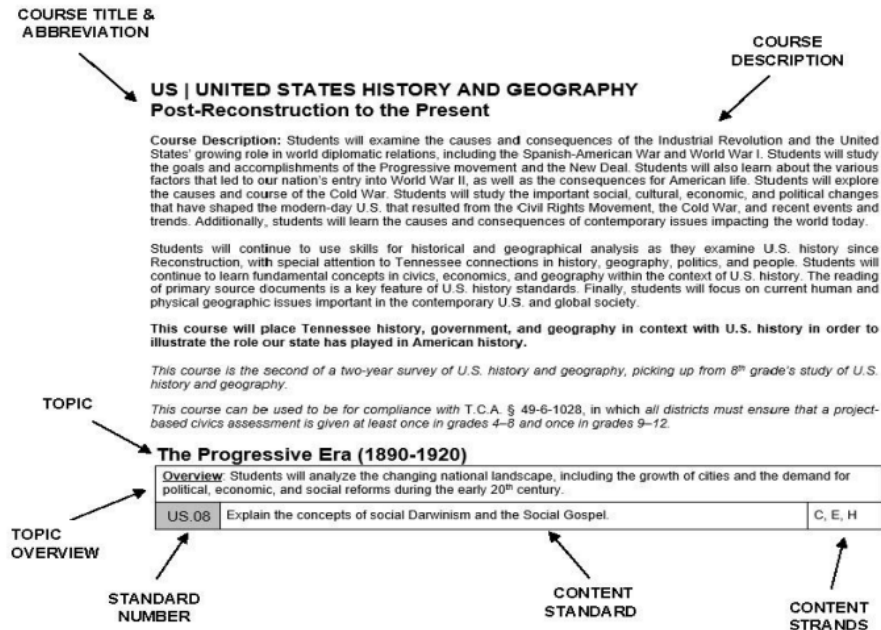 COURSE TITLE &
ABBREVIATION
COURSE
DESCRIPTION
US | UNITED STATES HISTORY AND GEOGRAPHY
Post-Reconstruction to the Present
Course Description: Students will examine the causes and consequences of the Industrial Revolution and the United
States' growing role in world diplomatic relations, including the Spanish-American War and World War I. Students will study
the goals and accomplishments of the Progressive movement and the New Deal. Students will also learn about the various
factors that led to our nation's entry into World War II, as well as the consequences for American life. Students will explore
the causes and course of the Cold War. Students will study the important social, cultural, economic, and political changes
that have shaped the modern-day U.S. that resulted from the Civil Rights Movement, the Cold War, and recent events and
trends. Additionally, students will learn the causes and consequences of contemporary issues impacting the world today.
Students will continue to use skills for historical and geographical analysis as they examine U.S. history since
Reconstruction, with special attention to Tennessee connections in history, geography, politics, and people. Students will
continue to learn fundamental concepts in civics, economics, and geography within the context of U.S. history. The reading
of primary source documents is a key feature of U.S. history standards. Finally, students will focus on current human and
physical geographic issues important in the contemporary U.S. and global society.
This course will place Tennessee history, government, and geography in context with U.S. history in order to
illustrate the role our state has played in American history.
This course is the second of a two-year survey of U.S. history and geography, picking up from 8th grade's study of U.S.
history and geography.
TOPIC
This course can be used to be for compliance with T.C.A. § 49-6-1028, in which all districts must ensure that a project-
based civics assessment is given at least once in grades 4–8 and once in grades 9–12.
The Progressive Era (1890-1920)
Overview: Students will analyze the changing national landscape, including the growth of cities and the demand for
political, economic, and social reforms during the early 20th century.
US.08 Explain the concepts of social Darwinism and the Social Gospel. C, E, H
TOPIC
OVERVIEW
STANDARD
NUMBER
CONTENT
STANDARD
CONTENT
STRANDS